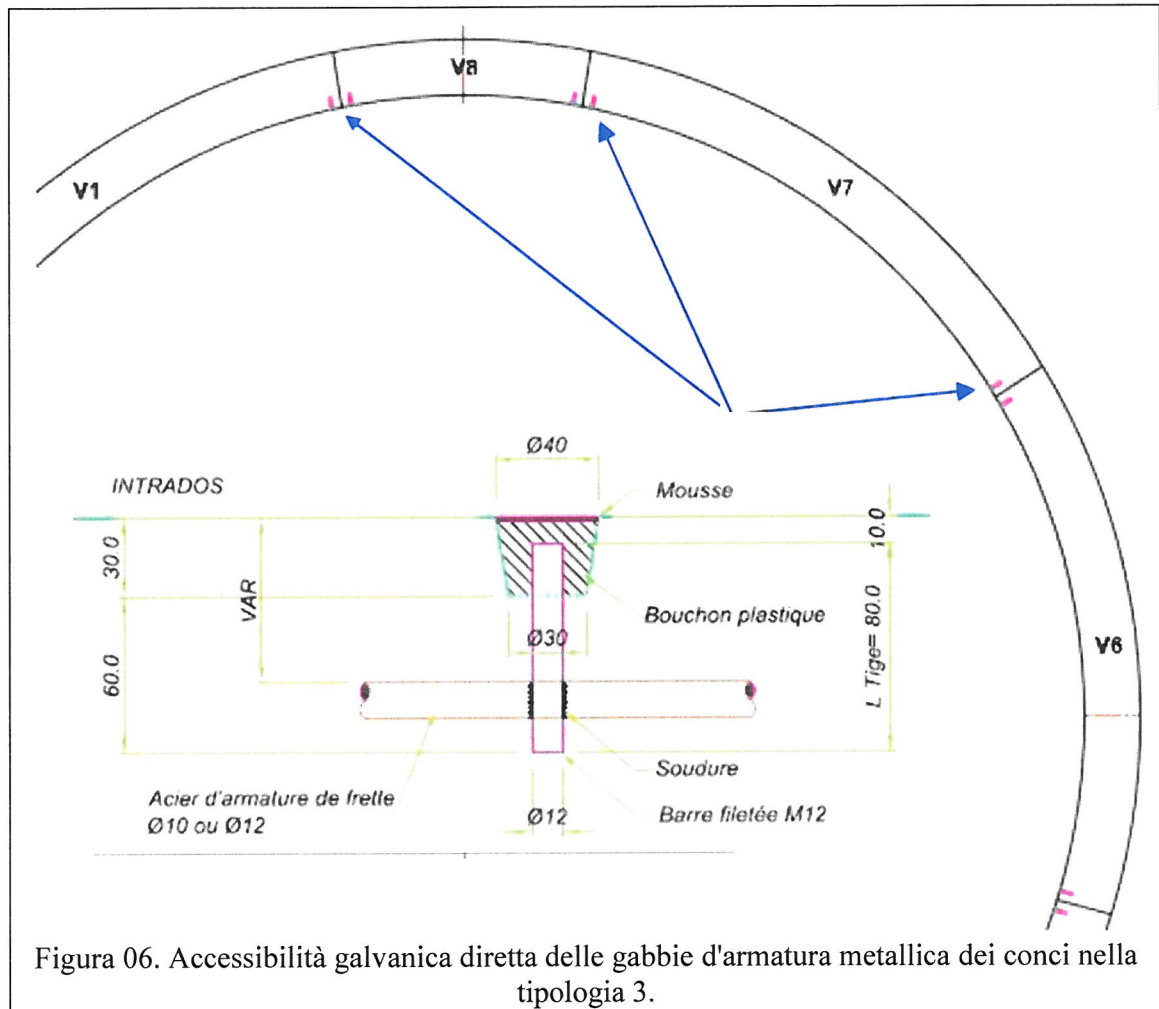 V8
V1
V7
Ø40
INTRADOS
Mousse
10.0
30.0
VAR
Bouchon plastique
Ø30
L Tige= 80.0
V6
60.0
Soudure
Acier d'armature de frette
Ø10 ou Ø12
Ø12
Barre filetée M12
Figura 06. Accessibilità galvanica diretta delle gabbie d'armatura metallica dei conci nella
tipologia 3.